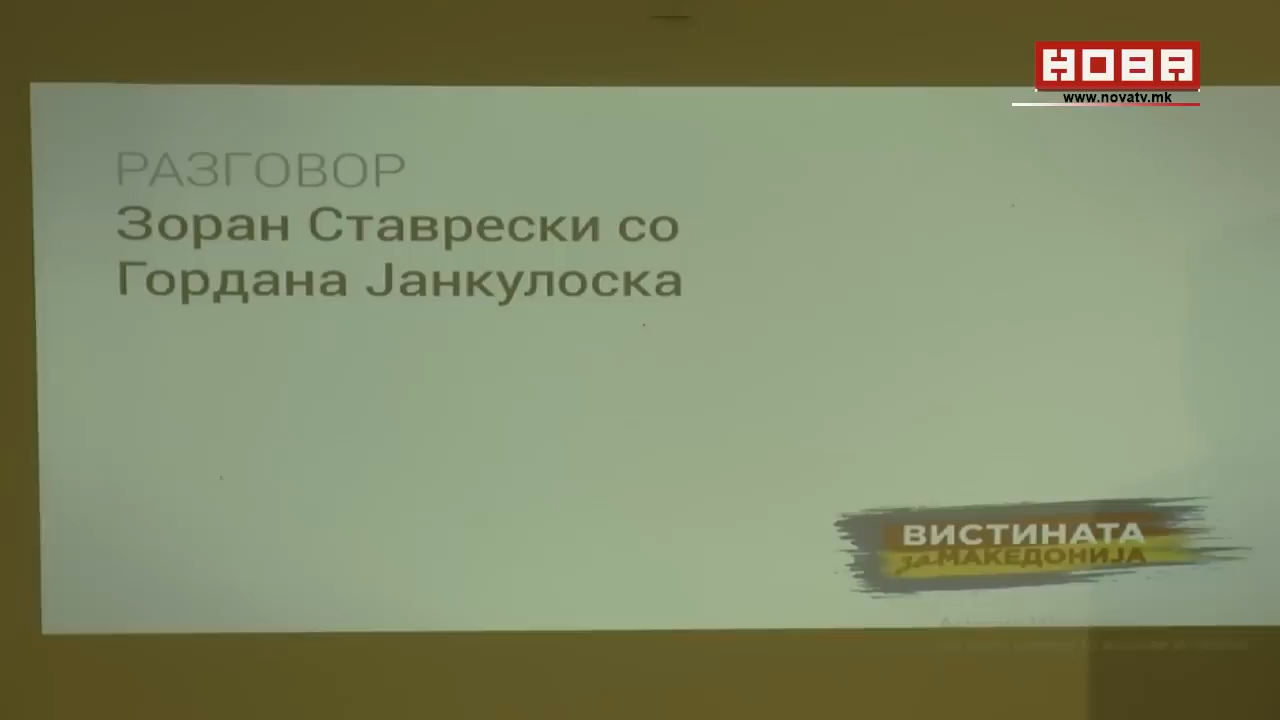 НОВА
www.novatv.mk
РАЗГОВОР
Зоран Ставрески со
Гордана Јанкулоска
ВИСТИНАТА
за МАКЕДОНИЈА